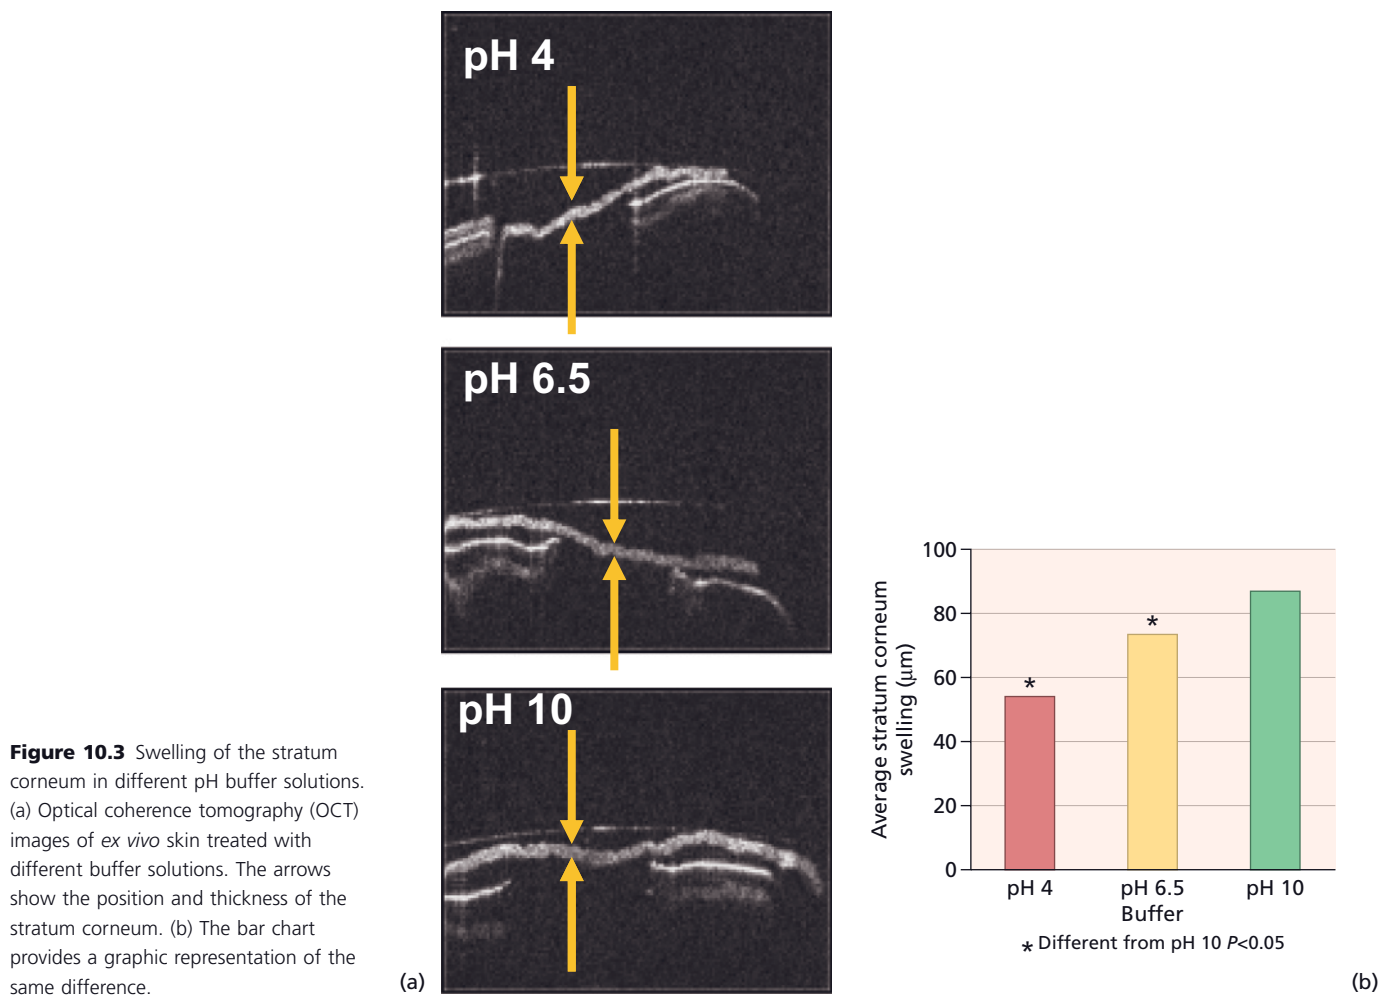 pH 4
pH 6.5
pH 10
Figure 10.3 Swelling of the stratum
corneum in different pH buffer solutions.
(a) Optical coherence tomography (OCT)
images of ex vivo skin treated with
different buffer solutions. The arrows
show the position and thickness of the
stratum corneum. (b) The bar chart
provides a graphic representation of the
same difference.
(a)
Average stratum corneum
swelling (μm)
100
80
60
40
20
0
*
*
pH 4 pH 6.5 pH 10
Buffer
* Different from pH 10 P<0.05
(b)